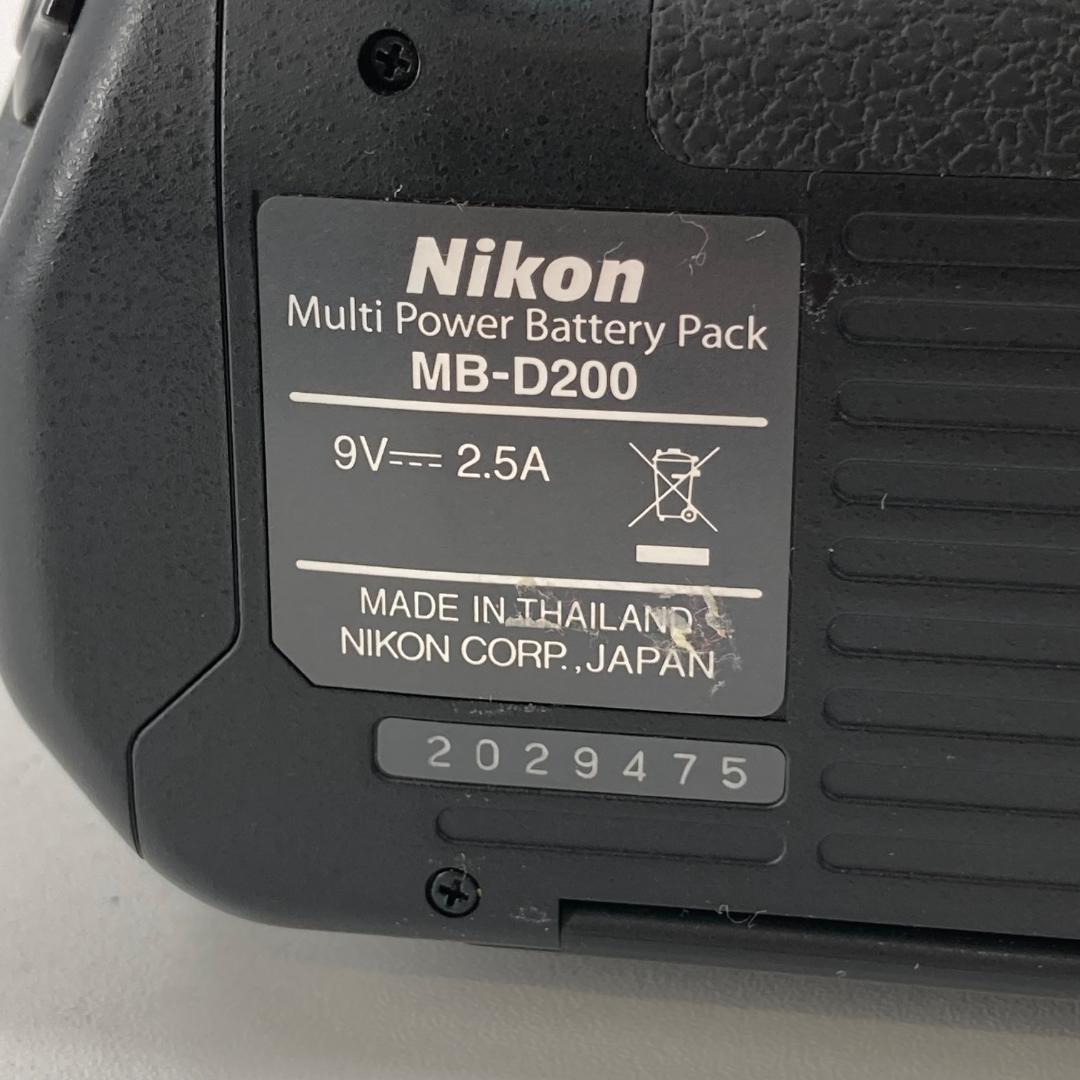 Nikon
Multi Power Battery Pack
MB-D200
9V⎓ 2.5A
MADE IN THAILAND
NIKON CORP.,JAPAN
2029475